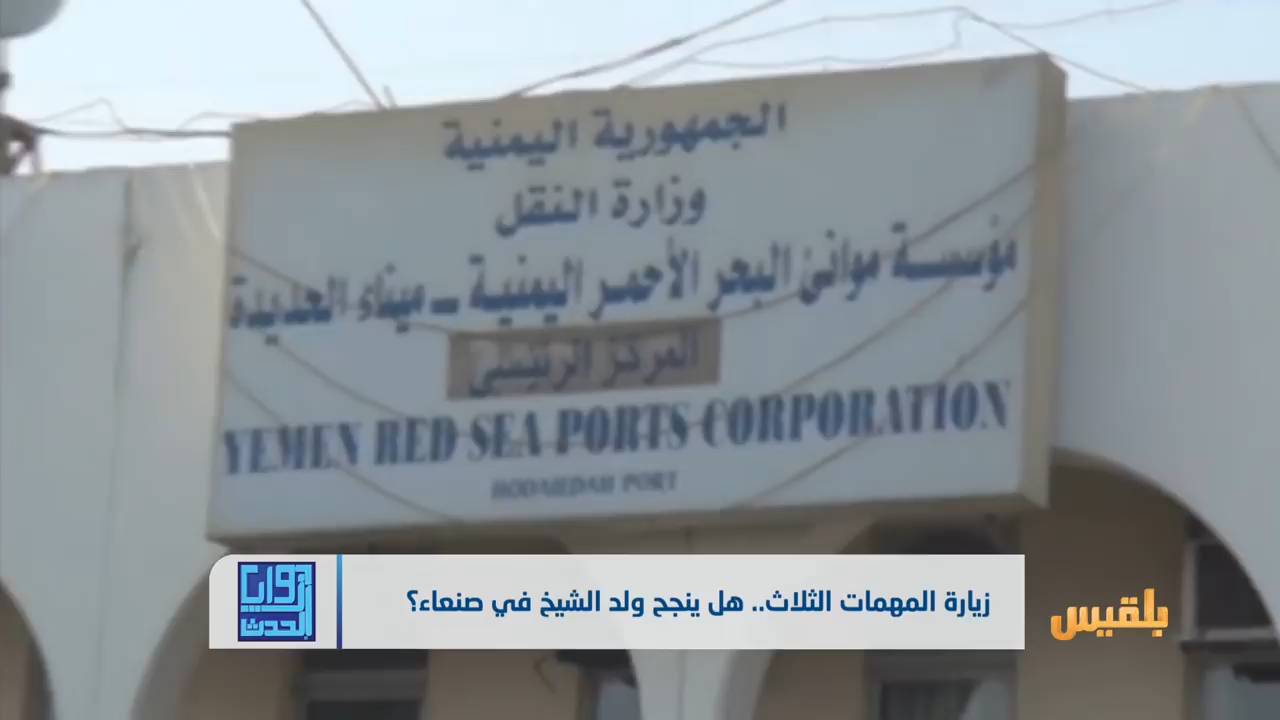 الجمهورية اليمنية
وزارة النقل
مؤسسة موانئ البحر الأحمر اليمنية - ميناء الحديدة
المركز الرئيسي
YEMEN RED SEA PORTS CORPORATION
HODAIEDAH PORT
زيارة المهمات الثلاث.. هل ينجح ولد الشيخ في صنعاء؟
بلقيس
زوايا
الحدث